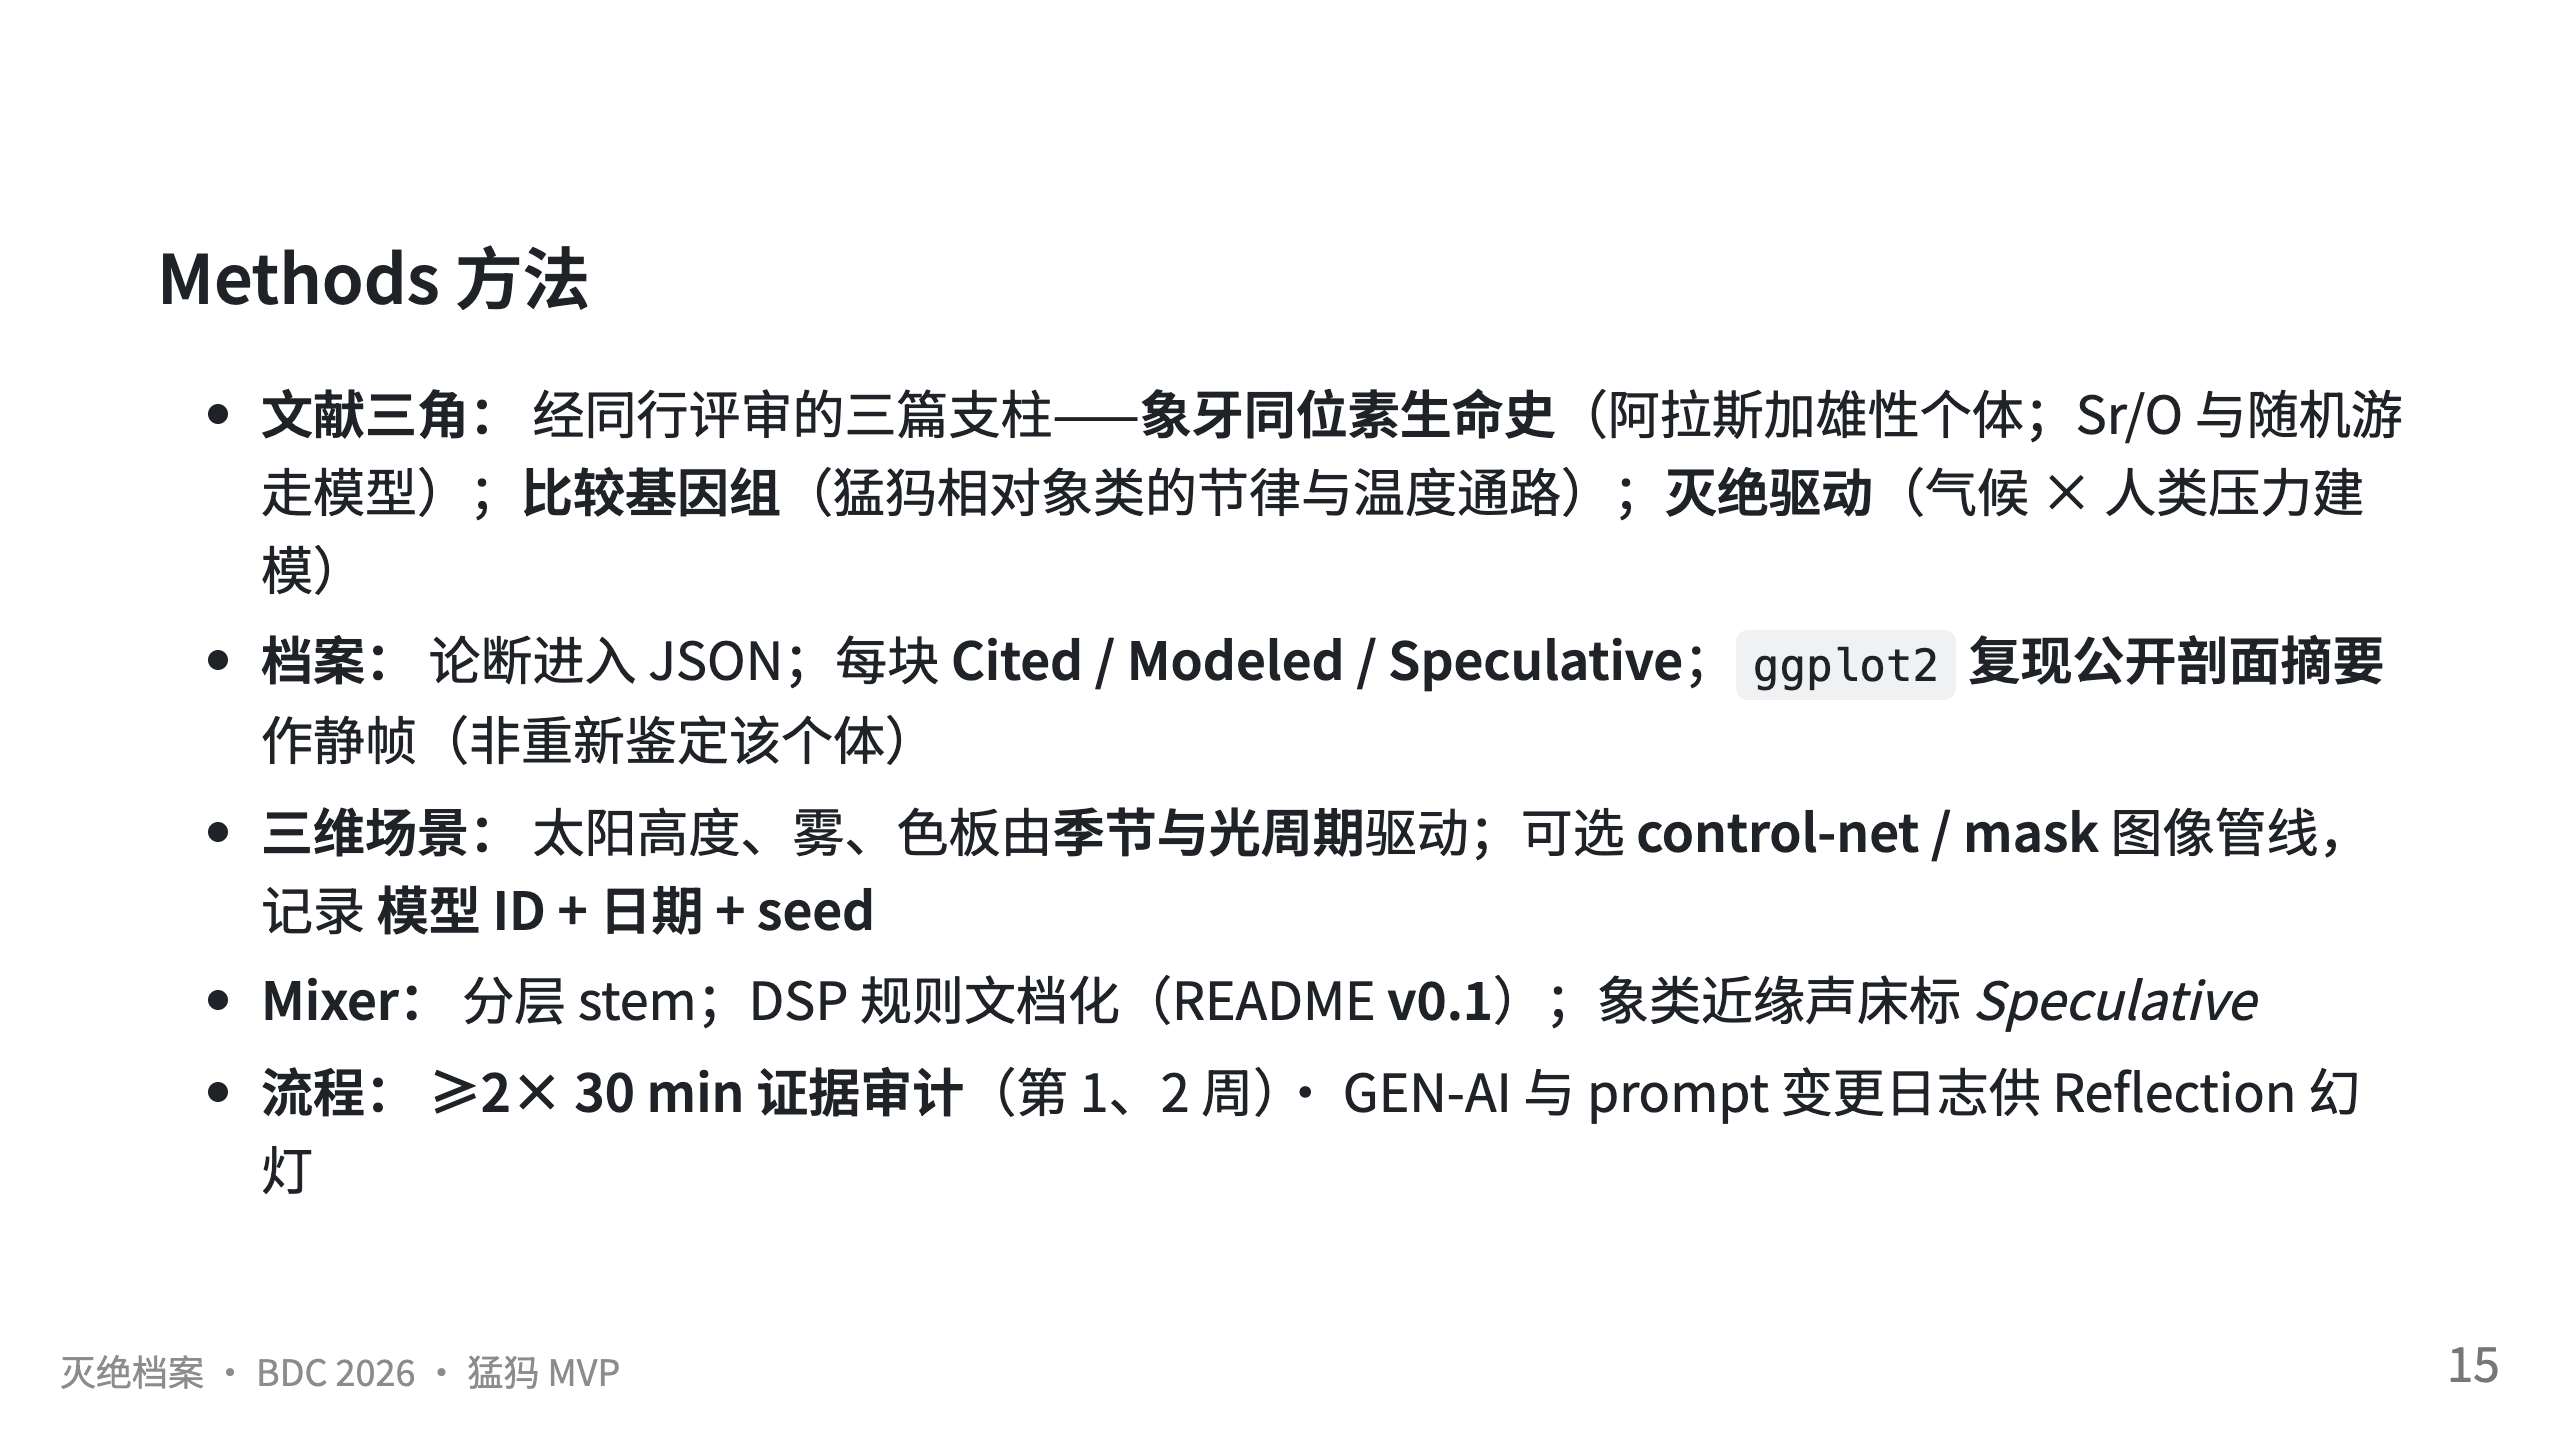 Methods 方法
• 文献三角： 经同行评审的三篇支柱——象牙同位素生命史（阿拉斯加雄性个体；Sr/O 与随机游
走模型）；比较基因组（猛犸相对象类的节律与温度通路）；灭绝驱动（气候 × 人类压力建
模）
• 档案： 论断进入 JSON；每块 Cited / Modeled / Speculative； ggplot2 复现公开剖面摘要
作静帧（非重新鉴定该个体）
• 三维场景： 太阳高度、雾、色板由季节与光周期驱动；可选 control-net / mask 图像管线，
记录 模型 ID + 日期 + seed
• Mixer： 分层 stem；DSP 规则文档化（README v0.1）；象类近缘声床标 Speculative
• 流程： ⩾2× 30 min 证据审计（第 1、2 周）· GEN-AI 与 prompt 变更日志供 Reflection 幻
灯
灭绝档案 · BDC 2026 · 猛犸 MVP
15